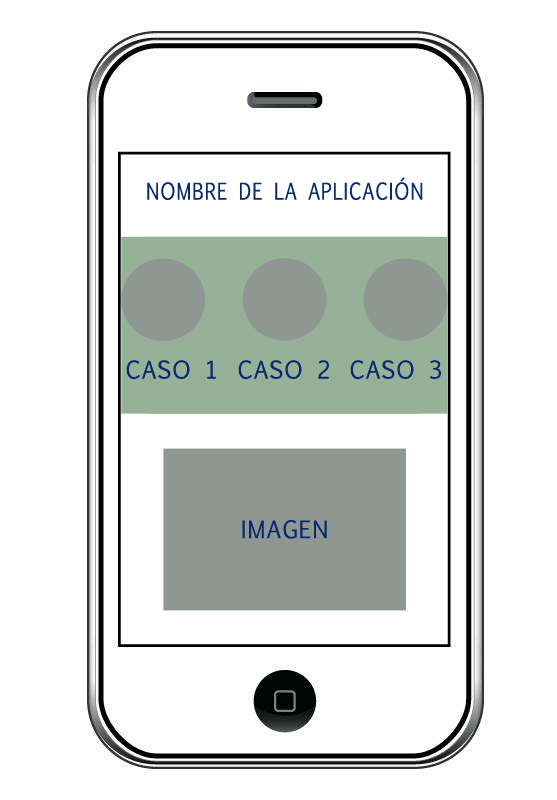 NOMBRE DE LA APLICACIÓN
CASO 1 CASO 2 CASO 3
IMAGEN